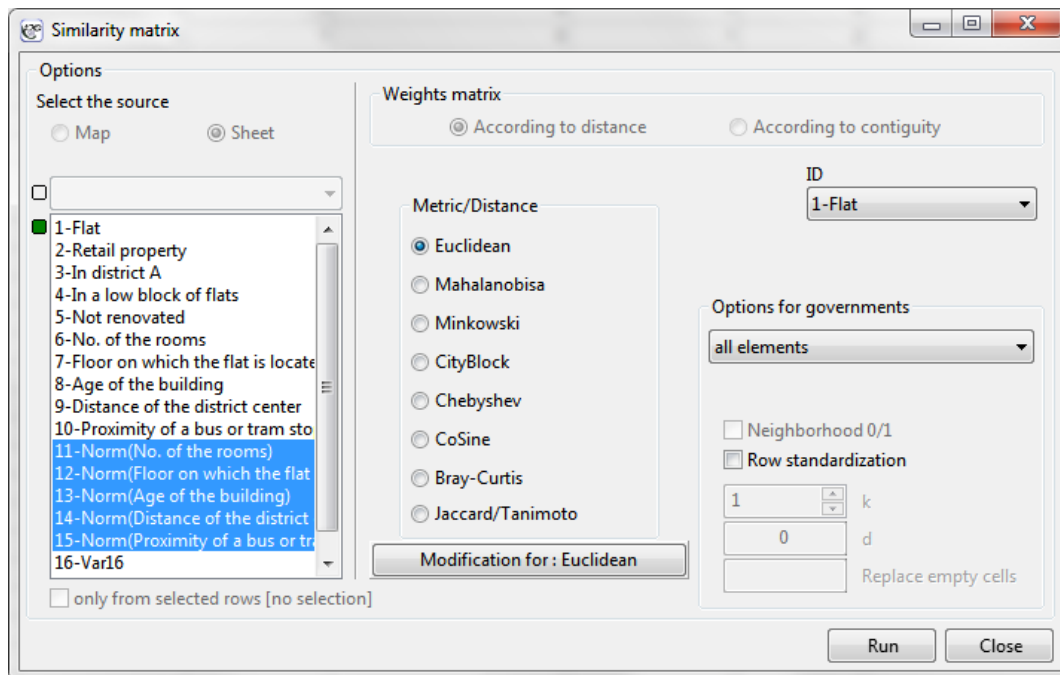 Similarity matrix
Options
Select the source
Map
Sheet
1-Flat
2-Retail property
3-In district A
4-In a low block of flats
5-Not renovated
6-No. of the rooms
7-Floor on which the flat is locate
8-Age of the building
9-Distance of the district center
10-Proximity of a bus or tram sto
11-Norm(No. of the rooms)
12-Norm(Floor on which the flat
13-Norm(Age of the building)
14-Norm(Distance of the district
15-Norm(Proximity of a bus or tr
16-Var16
only from selected rows [no selection]
Weights matrix
According to distance
According to contiguity
Metric/Distance
Euclidean
Mahalanobisa
Minkowski
CityBlock
Chebyshev
CoSine
Bray-Curtis
Jaccard/Tanimoto
Modification for : Euclidean
ID
1-Flat
Options for governments
all elements
Neighborhood 0/1
Row standardization
1 k
0 d
Replace empty cells
Run
Close